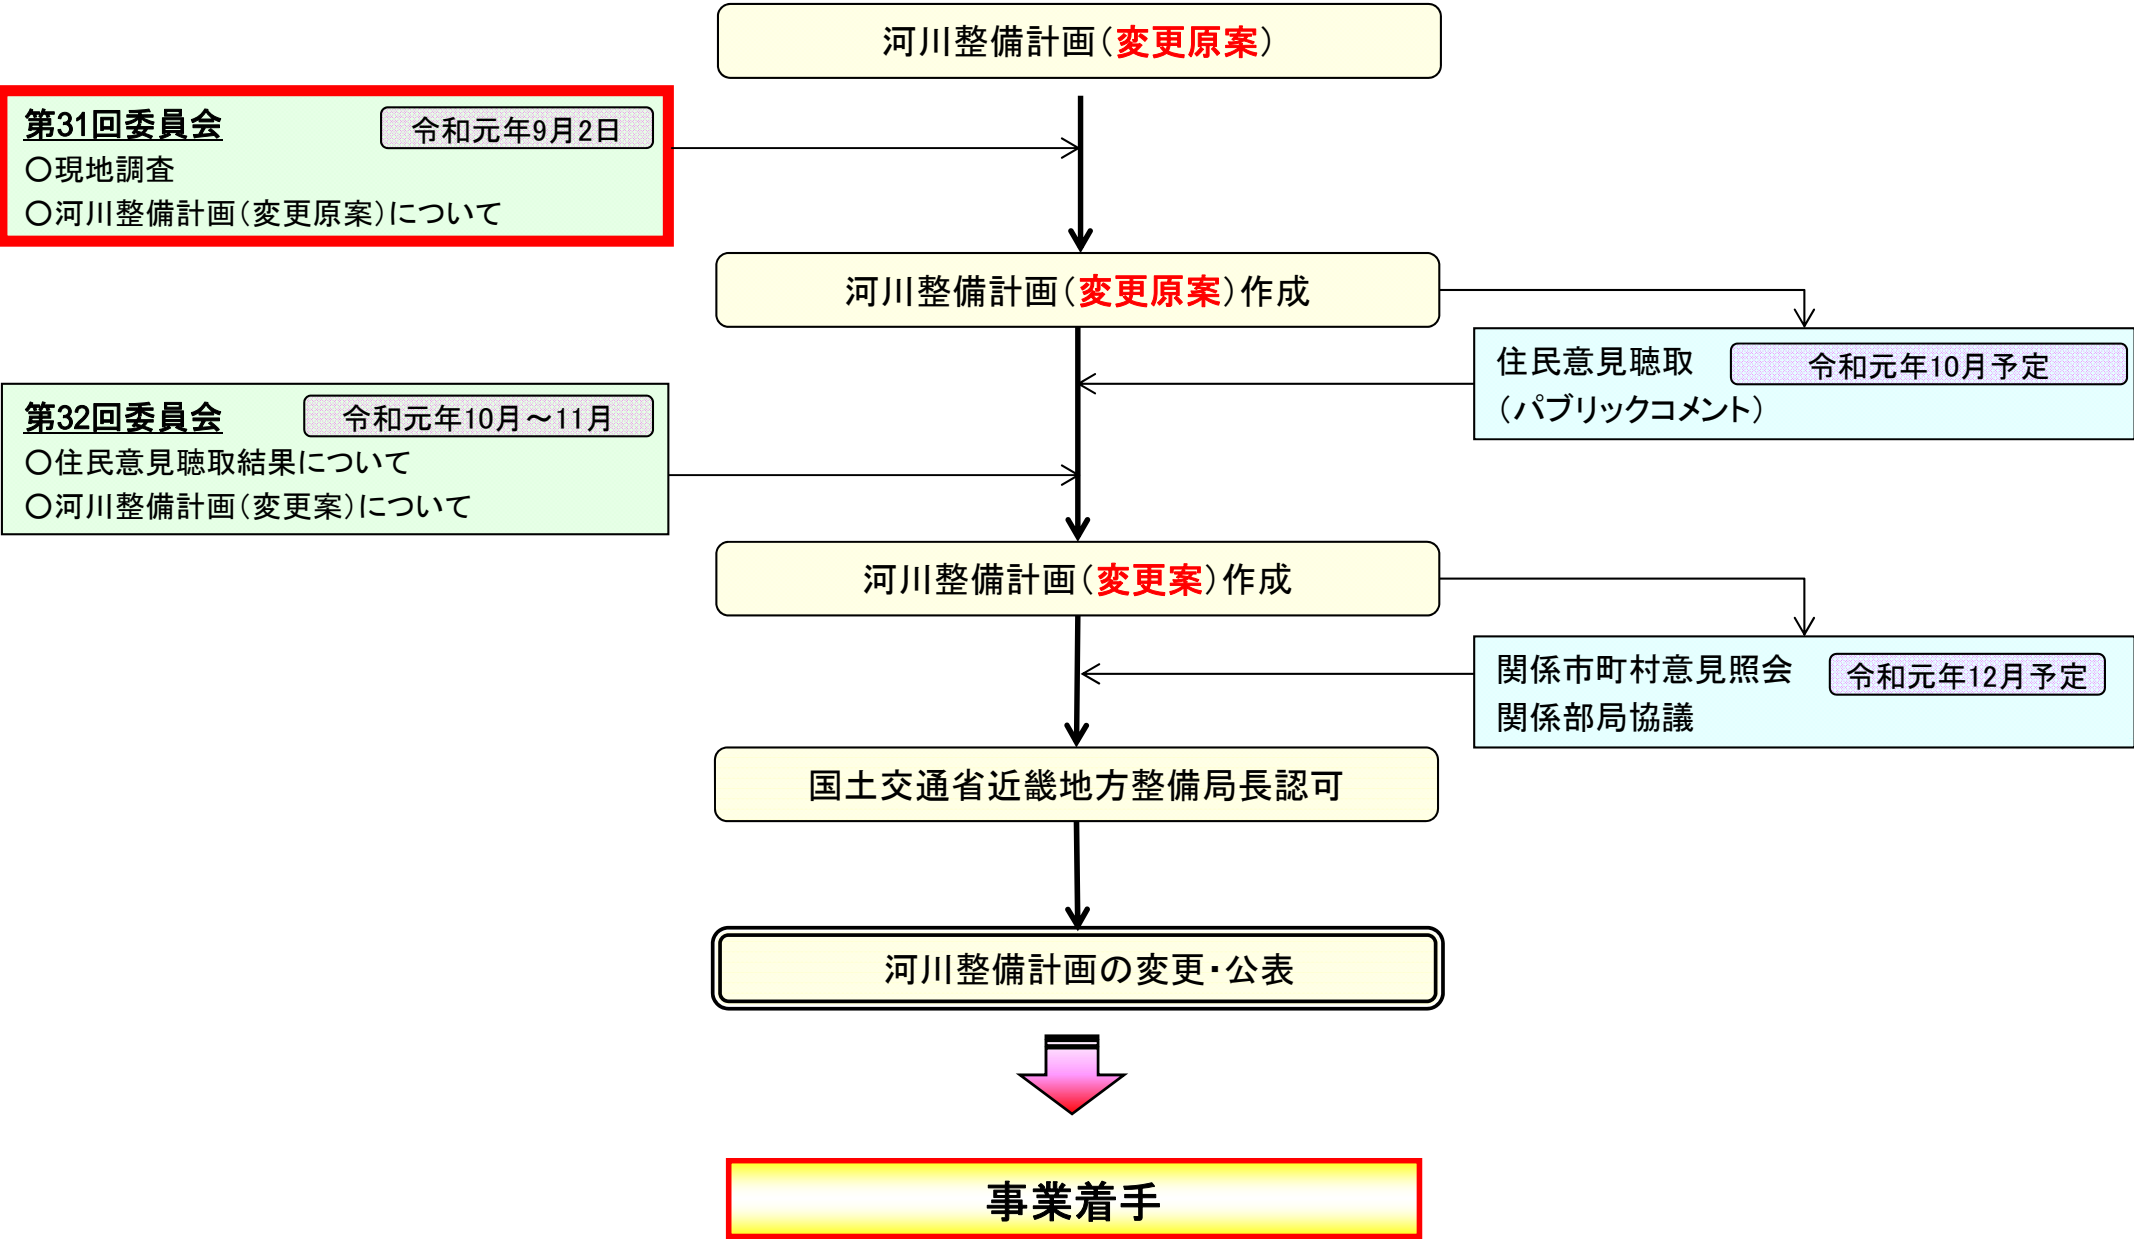 河川整備計画(変更原案)
第31回委員会 令和元年9月2日
○現地調査
○河川整備計画(変更原案)について
河川整備計画(変更原案)作成
住民意見聴取 令和元年10月予定
(パブリックコメント)
第32回委員会 令和元年10月~11月
○住民意見聴取結果について
○河川整備計画(変更案)について
河川整備計画(変更案)作成
関係市町村意見照会 令和元年12月予定
関係部局協議
国土交通省近畿地方整備局長認可
河川整備計画の変更・公表
事業着手